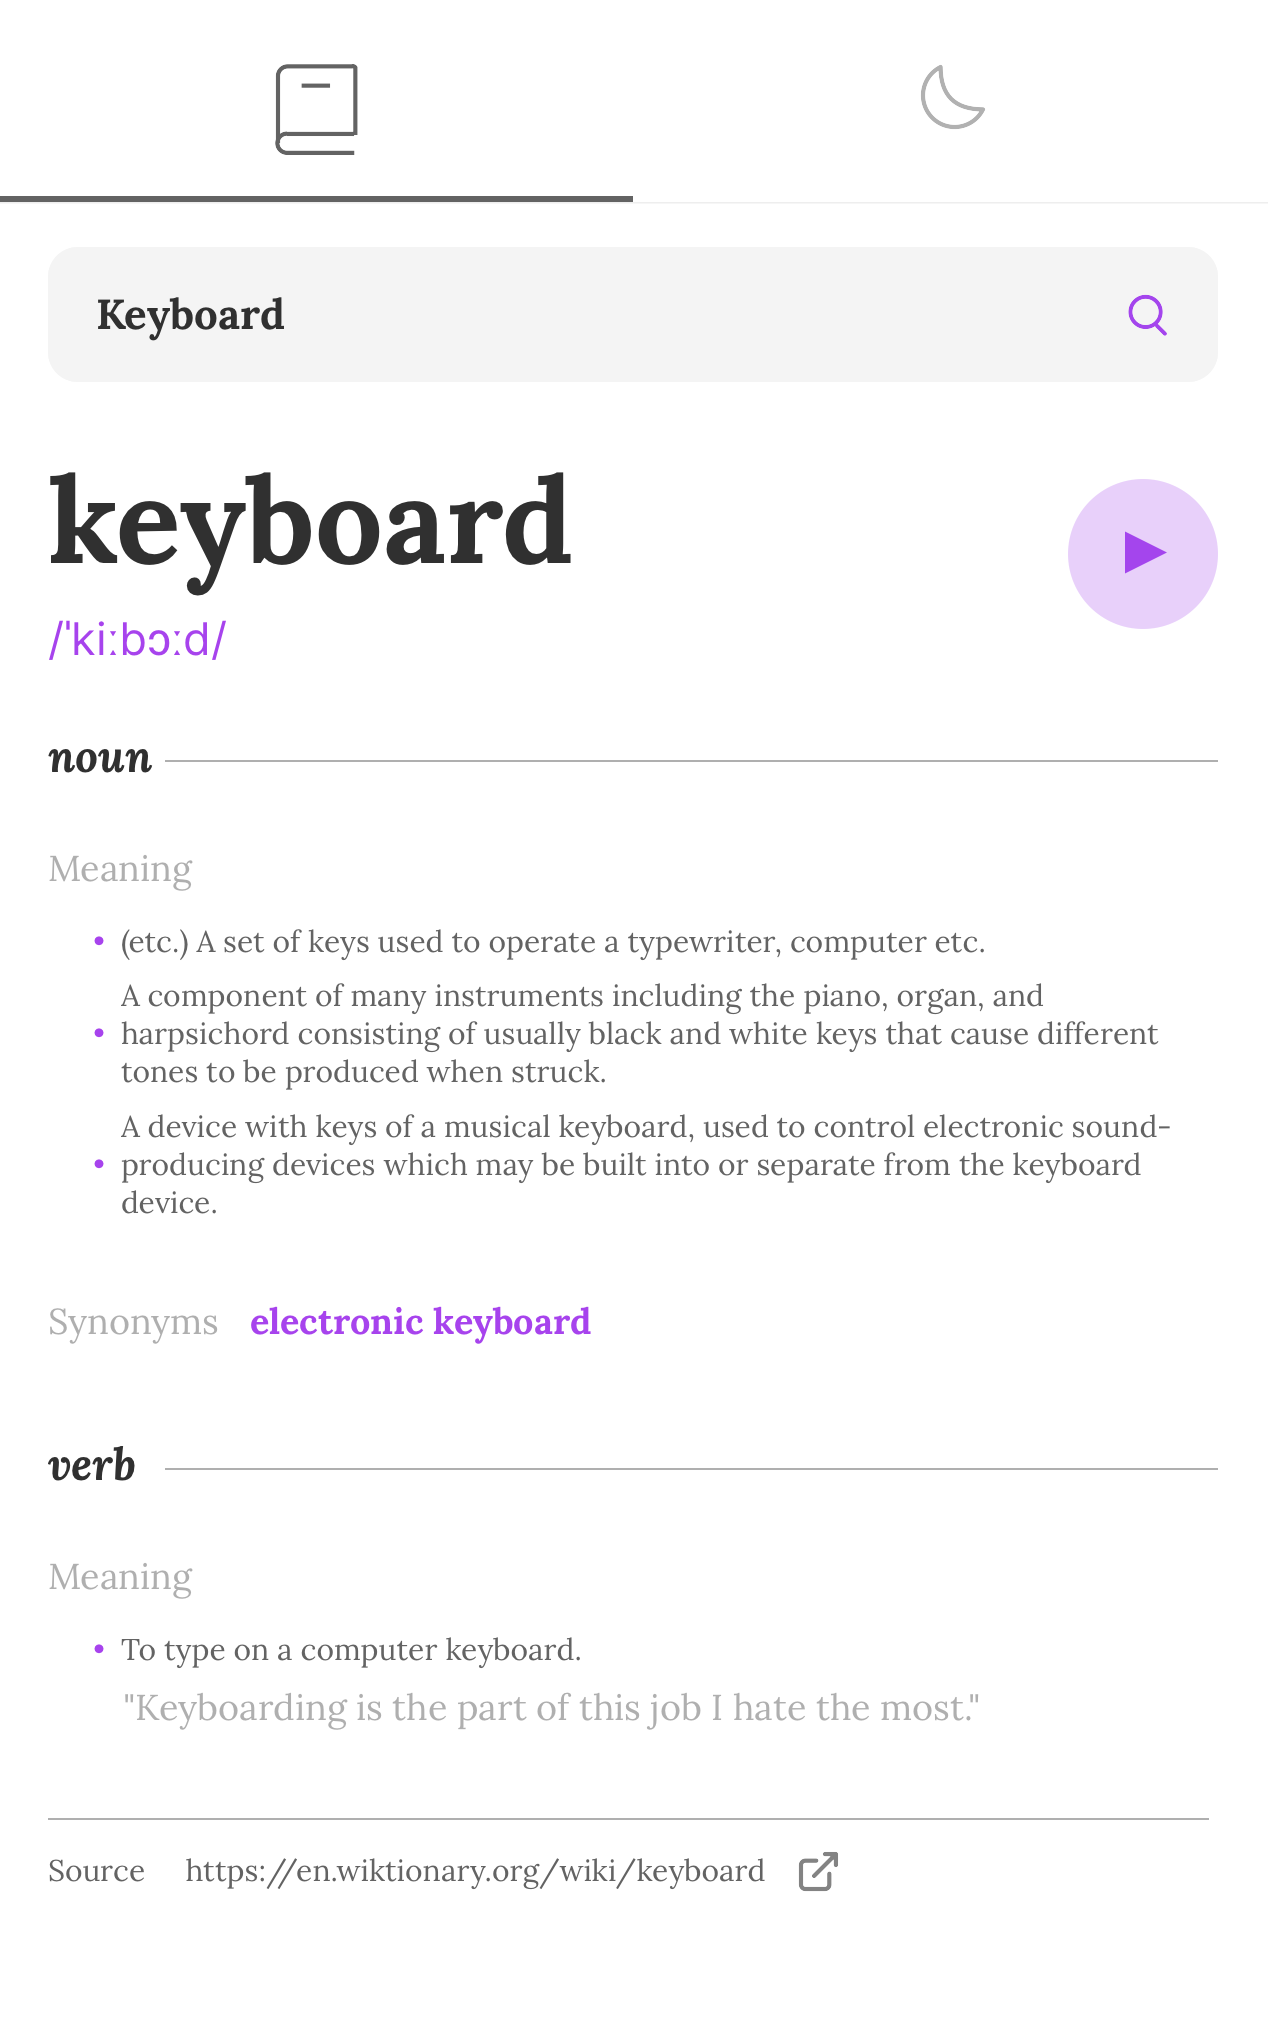 Keyboard
keyboard
/ˈkiːbɔːd/
noun
Meaning
• (etc.) A set of keys used to operate a typewriter, computer etc.
A component of many instruments including the piano, organ, and
• harpsichord consisting of usually black and white keys that cause different
tones to be produced when struck.
A device with keys of a musical keyboard, used to control electronic sound-
• producing devices which may be built into or separate from the keyboard
device.
Synonyms electronic keyboard
verb
Meaning
• To type on a computer keyboard.
"Keyboarding is the part of this job I hate the most."
Source https://en.wiktionary.org/wiki/keyboard